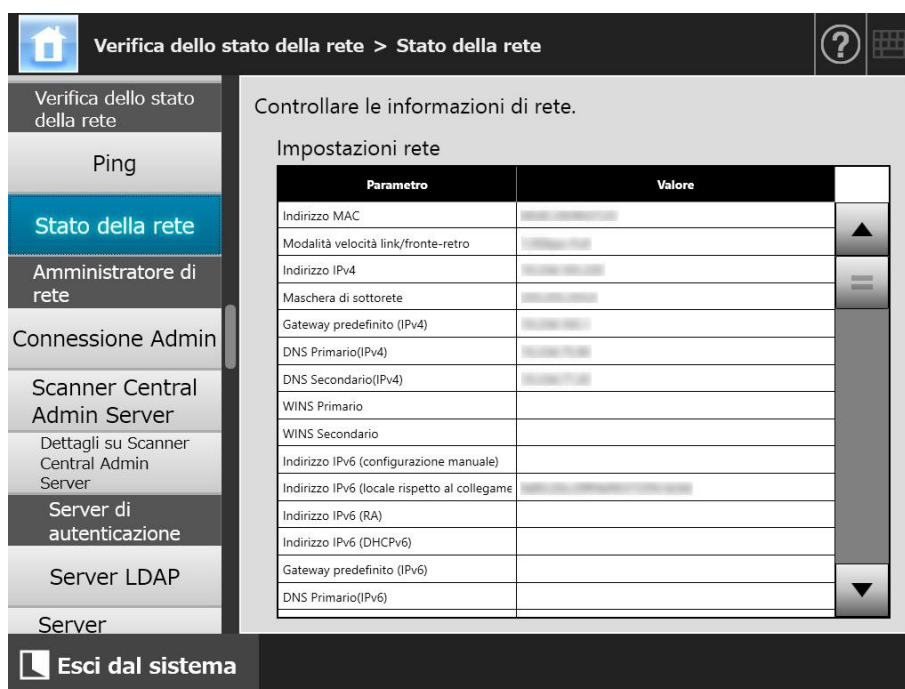 Verifica dello stato della rete > Stato della rete
?
Verifica dello stato
della rete
Ping
Stato della rete
Amministratore di
rete
Connessione Admin
Scanner Central
Admin Server
Dettagli su Scanner
Central Admin
Server
Server di
autenticazione
Server LDAP
Server
Esci dal sistema
Controllare le informazioni di rete.
Impostazioni rete
Parametro Valore
Indirizzo MAC
Modalità velocità link/fronte-retro
Indirizzo IPv4
Maschera di sottorete
Gateway predefinito (IPv4)
DNS Primario(IPv4)
DNS Secondario(IPv4)
WINS Primario
WINS Secondario
Indirizzo IPv6 (configurazione manuale)
Indirizzo IPv6 (locale rispetto al collegame
Indirizzo IPv6 (RA)
Indirizzo IPv6 (DHCPv6)
Gateway predefinito (IPv6)
DNS Primario(IPv6)